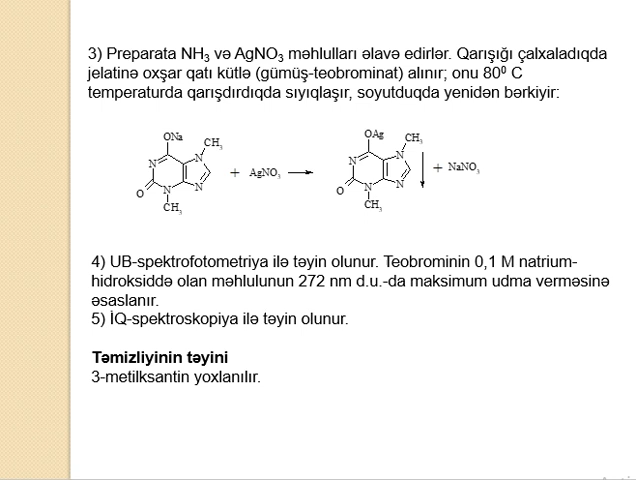 3) Preparata NH₃ və AgNO₃ məhlulları əlavə edirlər. Qarışığı çalxaladıqda
jelatinə oxşar qatı kütlə (gümüş-teobrominat) alınır; onu 80⁰ C
temperaturda qarışdırdıqda sıyıqlaşır, soyutduqda yenidən bərkiyir:
ONa
CH₃
N
N
N
N
O
CH₃
+ AgNO₃
OAg
CH₃
N
N
N
N
O
CH₃
+ NaNO₃
4) UB-spektrofotometriya ilə təyin olunur. Teobrominin 0,1 M natrium-
hidroksiddə olan məhlulunun 272 nm d.u.-da maksimum udma verməsinə
əsaslanır.
5) İQ-spektroskopiya ilə təyin olunur.
Təmizliyinin təyini
3-metilksantin yoxlanılır.